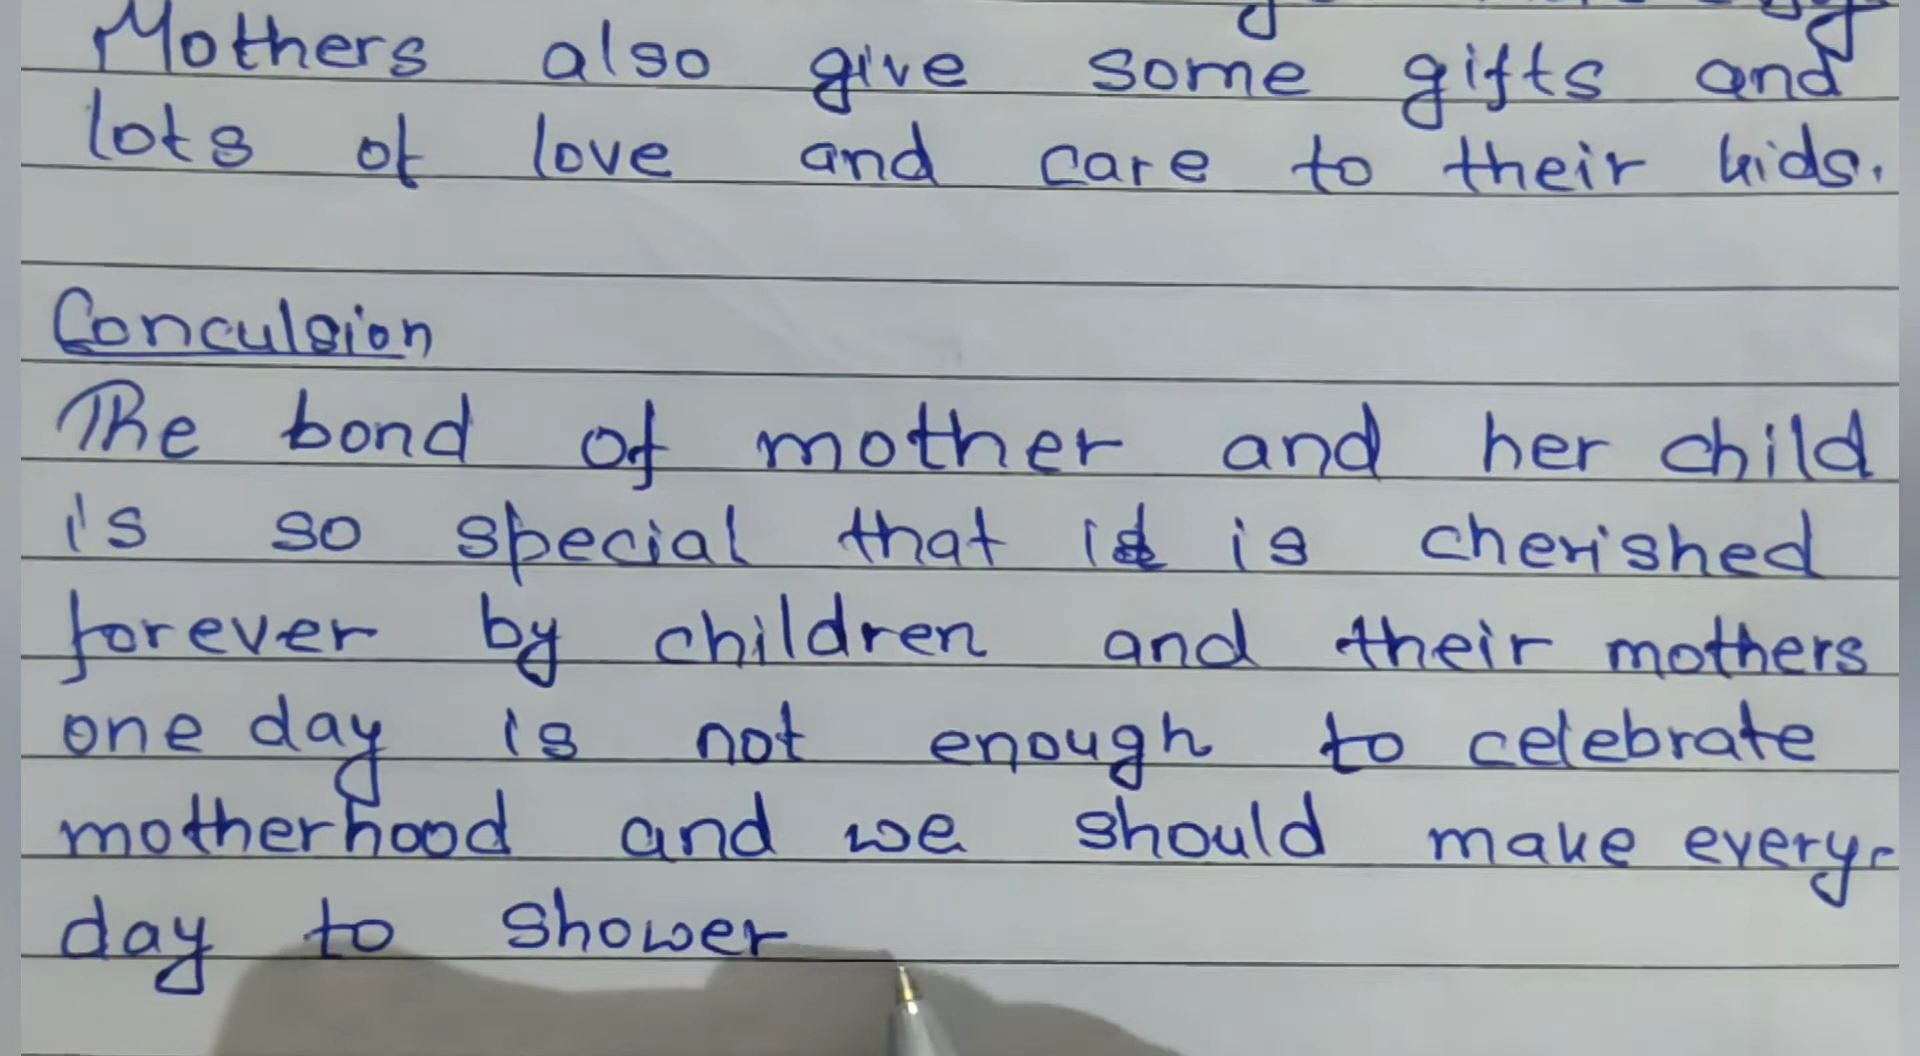 Mothers also give some gifts and
lots of love and care to their kids.
Conculsion
The bond of mother and her child
is so special that it is cherished
forever by children and their mothers
one day is not enough to celebrate
motherhood and we should make every-
day to shower